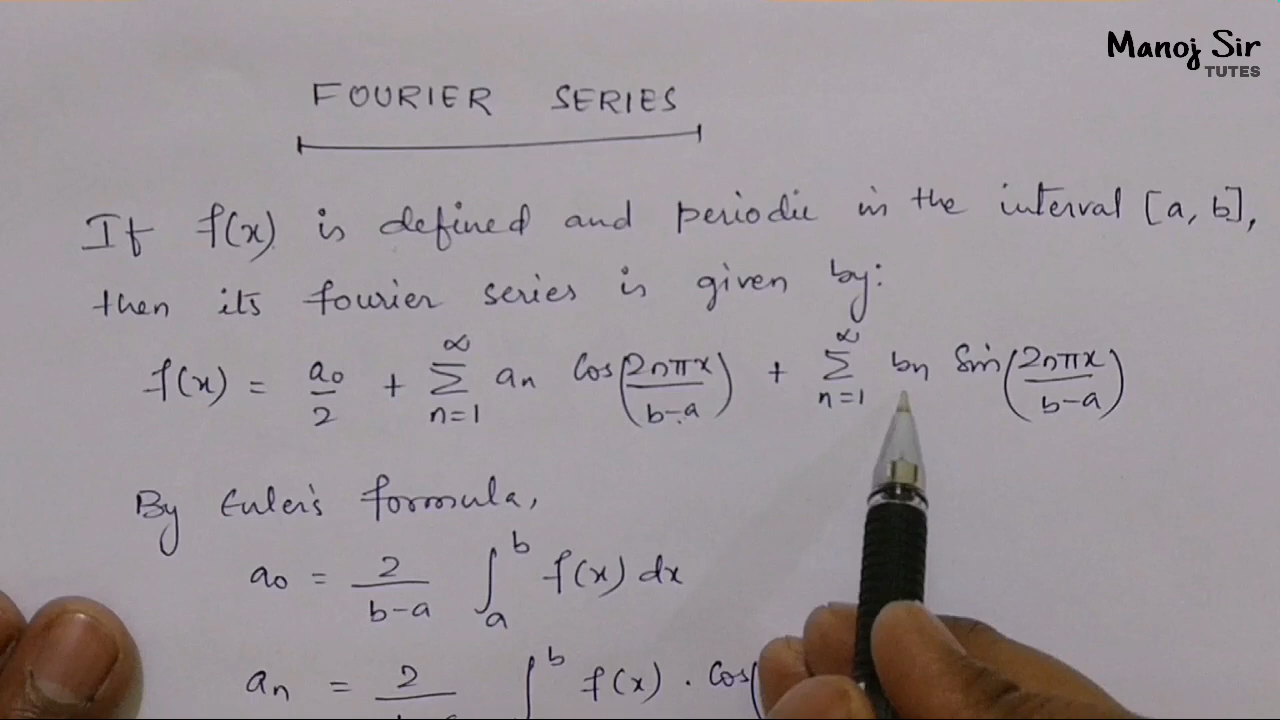 Manoj Sir
TUTES
FOURIER SERIES
If f(x) is defined and periodic in the interval [a, b],
then its fourier series is given by:
f(x) = a₀/2 + ∑_{n=1}^{∞} aₙ cos(2nπx/(b-a)) + ∑_{n=1}^{∞} bₙ Sin(2nπx/(b-a))
By Euler's formula,
a₀ = 2/(b-a) ∫_a^b f(x) dx
aₙ = 2/(b-a) ∫^b f(x) . Cos(